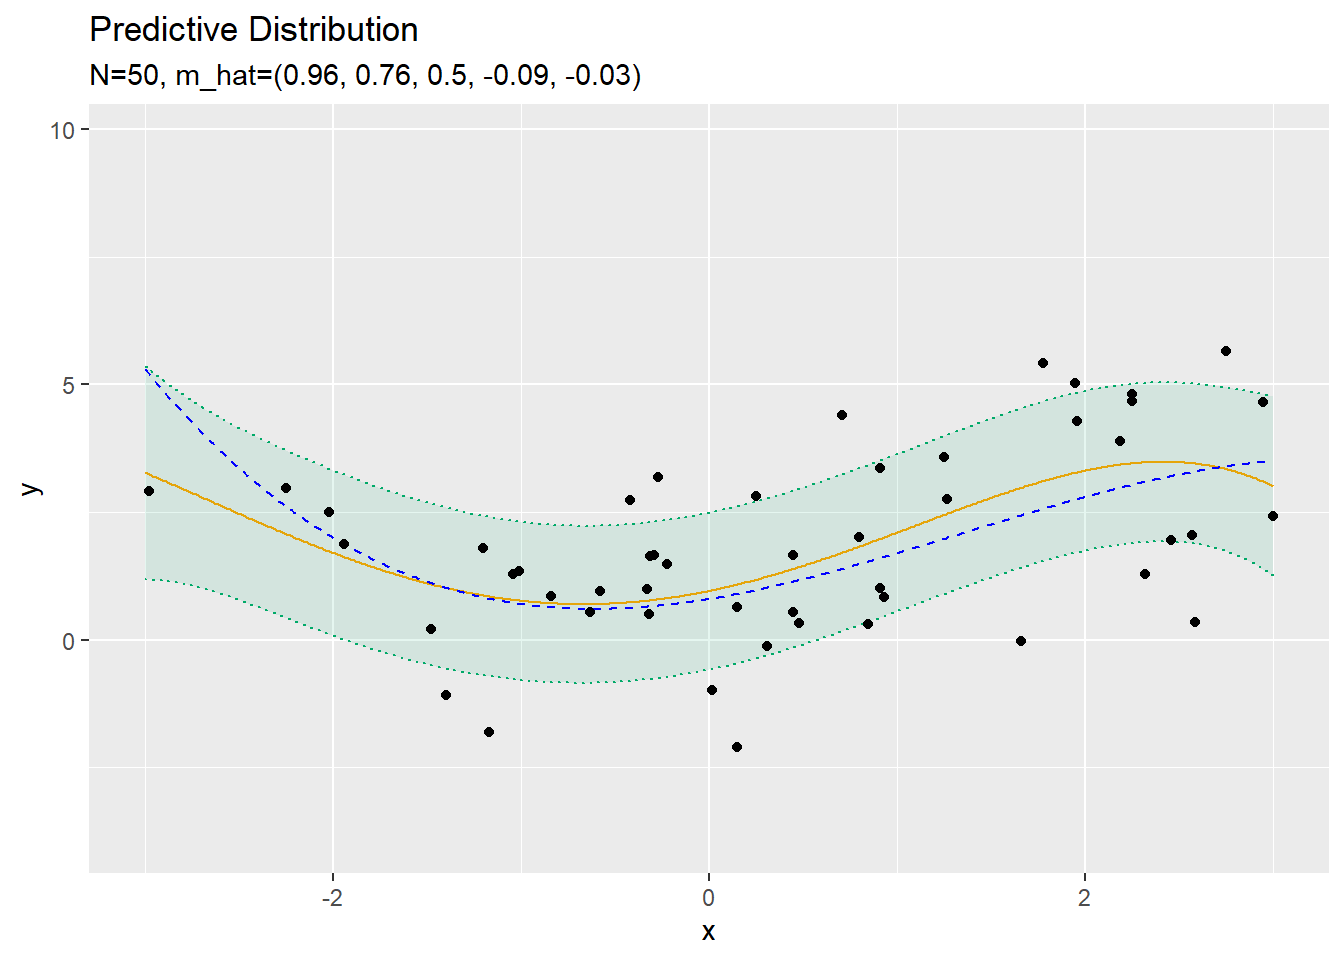 Predictive Distribution
N=50, m_hat=(0.96, 0.76, 0.5, -0.09, -0.03)
10
5
0
y
-2 0 2
x